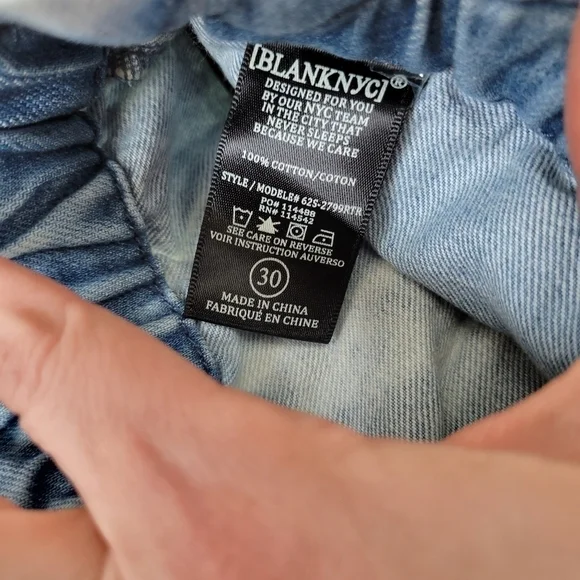 [BLANKNYC]®
DESIGNED FOR YOU
BY OUR NYC TEAM
IN THE CITY THAT
NEVER SLEEPS
BECAUSE WE CARE
100% COTTON/COTON
STYLE / MODELE# 62S-2799RTR
PO# 114488
RN# 114542
SEE CARE ON REVERSE
VOIR INSTRUCTION AUVERSO
30
MADE IN CHINA
FABRIQUÉ EN CHINE